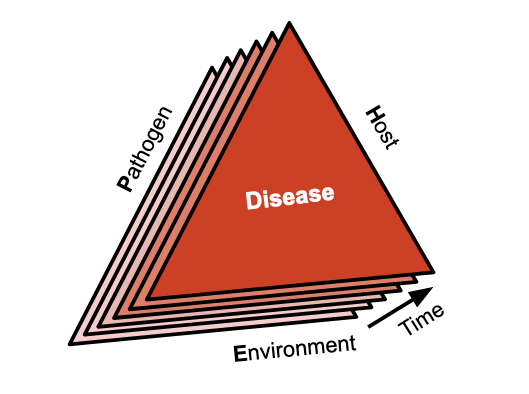 Pathogen
Host
Disease
Environment
Time